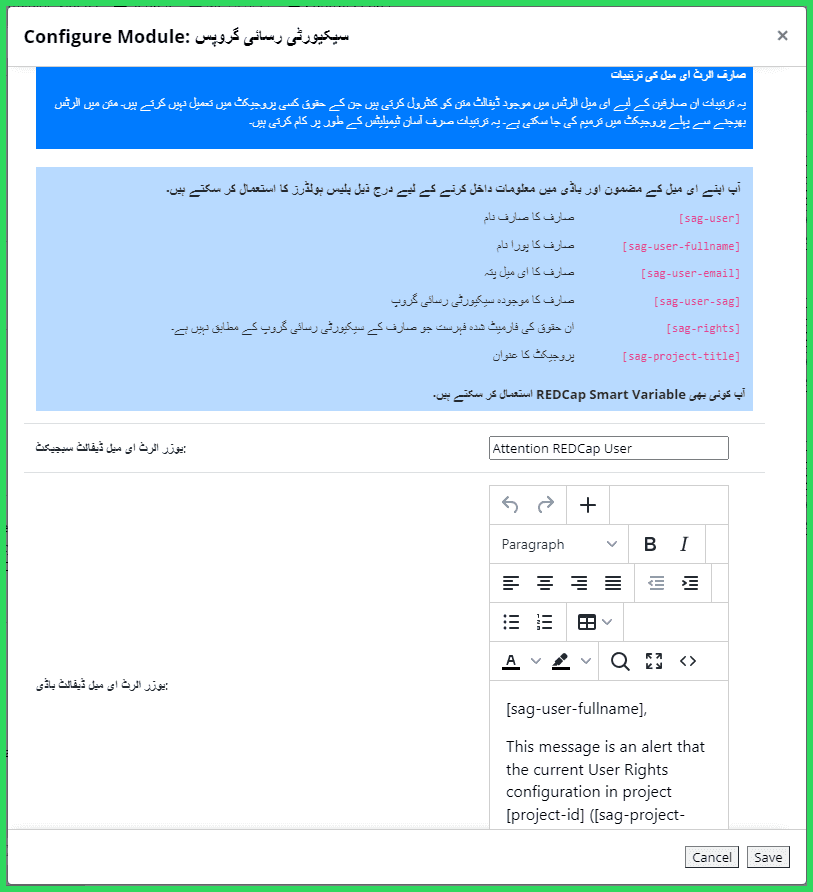 Configure Module: سیکیورٹی رسائی گروپس
×
صارف الرٹ ای میل کی ترتیبات
یہ ترتیبات ان صارفین کے لیے ای میل الرٹس میں موجود ڈیفالٹ متن کو کنٹرول کرتی ہیں جن کے حقوق کسی پروجیکٹ میں تعمیل نہیں کرتے ہیں۔ متن میں الرٹس
بھیجنے سے پہلے پروجیکٹ میں ترمیم کی جا سکتی ہے۔ یہ ترتیبات صرف آسان ٹیمپلیٹس کے طور پر کام کرتی ہیں۔
آپ اپنے ای میل کے مضمون اور باڈی میں معلومات داخل کرنے کے لیے درج ذیل پلیس ہولڈرز کا استعمال کر سکتے ہیں۔
[sag-user] صارف کا صارف نام
[sag-user-fullname] صارف کا پورا نام
[sag-user-email] صارف کا ای میل پتہ
[sag-user-sag] صارف کا موجودہ سیکیورٹی رسائی گروپ
[sag-rights] ان حقوق کی فارمیٹ شدہ فہرست جو صارف کے سیکیورٹی رسائی گروپ کے مطابق نہیں ہے۔
[sag-project-title] پروجیکٹ کا عنوان
آپ کوئی بھی REDCap Smart Variable استعمال کر سکتے ہیں۔
یوزر الرٹ ای میل ڈیفالٹ سبجیکٹ:
Attention REDCap User
Paragraph
B I
A
یوزر الرٹ ای میل ڈیفالٹ باڈی:
[sag-user-fullname],
This message is an alert that
the current User Rights
configuration in project
[project-id] ([sag-project-
Cancel Save